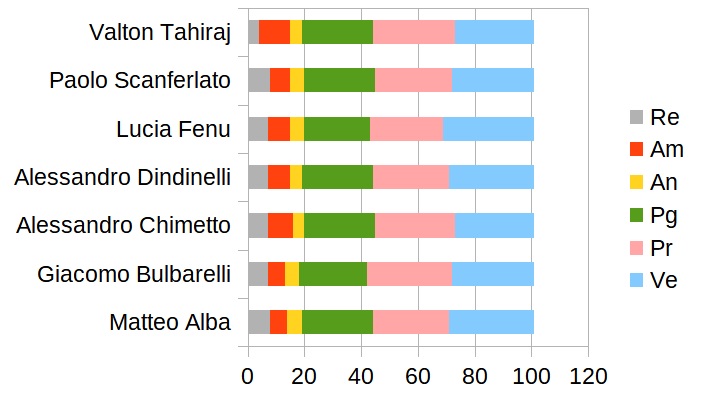 Valton Tahiraj
Paolo Scanferlato
Lucia Fenu
Alessandro Dindinelli
Alessandro Chimetto
Giacomo Bulbarelli
Matteo Alba
0 20 40 60 80 100 120
Re
Am
An
Pg
Pr
Ve